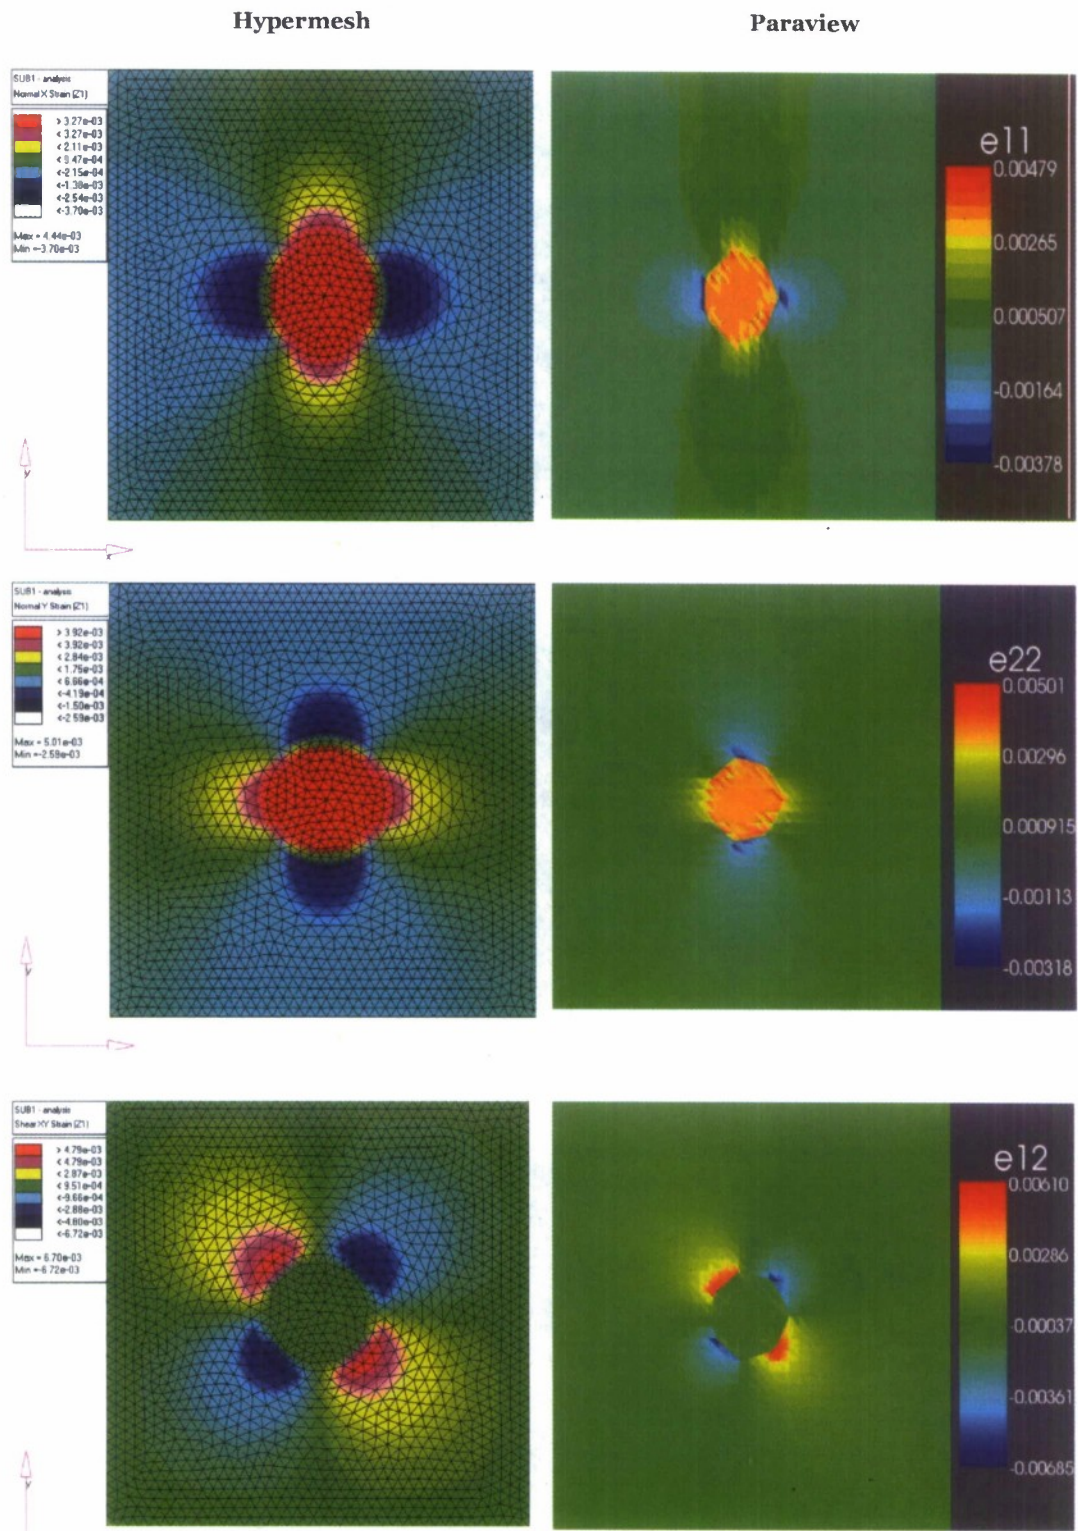 Hypermesh
Paraview
SUB1 - analysis
Normal X Strain (Z1)
> 3.27e-03
< 3.27e-03
< 2.11e-03
< 9.47e-04
<-2.15e-04
<-1.38e-03
<-2.54e-03
<-3.70e-03
Max = 4.44e-03
Min =-3.70e-03
y
x
e11
0.00479
0.00265
0.000507
-0.00164
-0.00378
SUB1 - analysis
Normal Y Strain (Z1)
> 3.92e-03
< 3.92e-03
< 2.84e-03
< 1.75e-03
< 6.66e-04
<-4.19e-04
<-1.50e-03
<-2.59e-03
Max = 5.01e-03
Min =-2.59e-03
y
e22
0.00501
0.00296
0.000915
-0.00113
-0.00318
SUB1 - analysis
Shear XY Strain (Z1)
> 4.79e-03
< 4.79e-03
< 2.87e-03
< 9.51e-04
<-9.66e-04
<-2.88e-03
<-4.80e-03
<-6.72e-03
Max = 6.70e-03
Min =-6.72e-03
y
e12
0.00610
0.00286
-0.00037
-0.00361
-0.00685